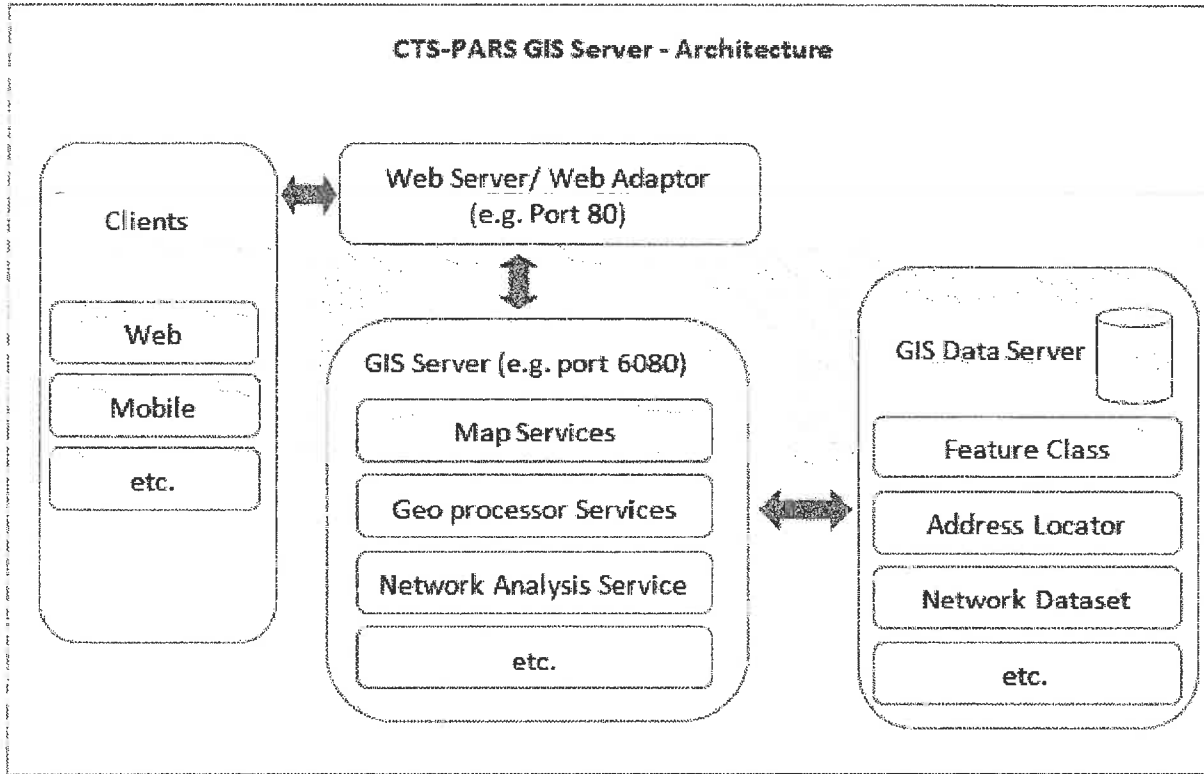 CTS-PARS GIS Server - Architecture
Clients
Web
Mobile
etc.
Web Server/ Web Adaptor
(e.g. Port 80)
GIS Server (e.g. port 6080)
Map Services
Geo processor Services
Network Analysis Service
etc.
GIS Data Server
Feature Class
Address Locator
Network Dataset
etc.